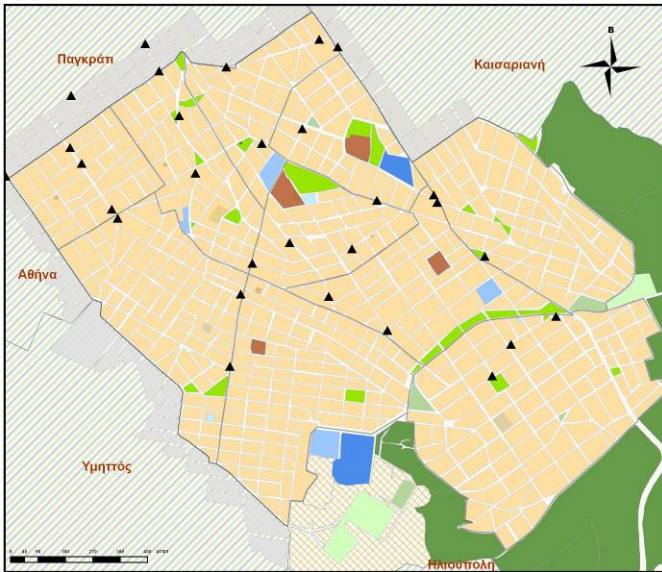 Παγκράτι
Β
Καισαριανή
Αθήνα
Υμηττός
Ηλιούπολη